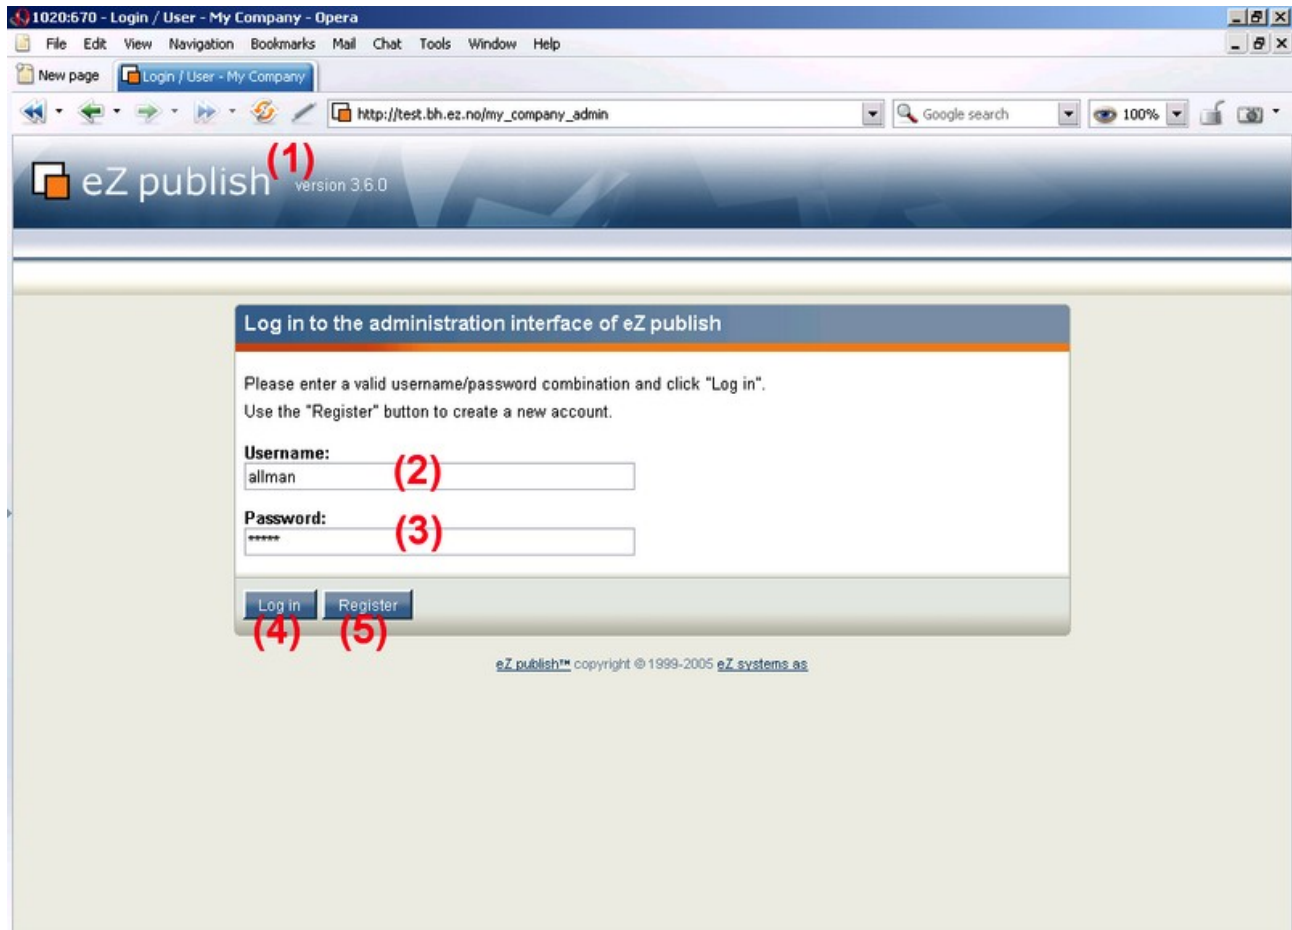 1020:670 - Login / User - My Company - Opera
File Edit View Navigation Bookmarks Mail Chat Tools Window Help
New page Login / User - My Company
http://test.bh.ez.no/my_company_admin Google search 100%
(1)
eZ publish version 3.6.0
Log in to the administration interface of eZ publish
Please enter a valid username/password combination and click "Log in".
Use the "Register" button to create a new account.
Username:
allman (2)
Password:
***** (3)
Log in Register
(4) (5)
eZ publish™ copyright © 1999-2005 eZ systems as